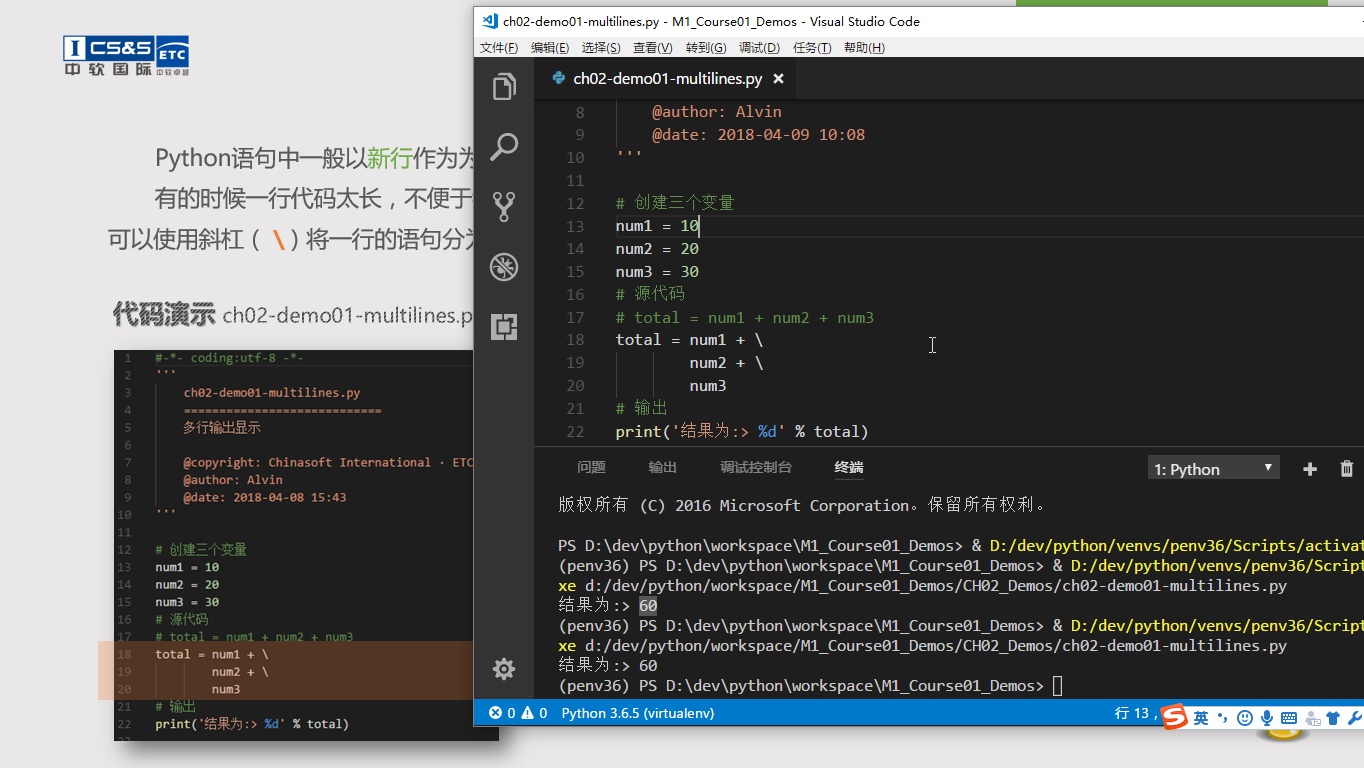 CS&S
ETC
中软国际
中软卓越
Python语句中一般以新行作为为
有的时候一行代码太长，不便于
可以使用斜杠（ \）将一行的语句分为
代码演示 ch02-demo01-multilines.p
1 #-*- coding:utf-8 -*-
2 '''
3 ch02-demo01-multilines.py
4 ===========================
5 多行输出显示
6
7 @copyright: Chinasoft International · ETC
8 @author: Alvin
9 @date: 2018-04-08 15:43
10 '''
11
12 # 创建三个变量
13 num1 = 10
14 num2 = 20
15 num3 = 30
16 # 源代码
17 # total = num1 + num2 + num3
18 total = num1 + \
19 num2 + \
20 num3
21 # 输出
22 print('结果为:> %d' % total)
ch02-demo01-multilines.py - M1_Course01_Demos - Visual Studio Code
文件(F) 编辑(E) 选择(S) 查看(V) 转到(G) 调试(D) 任务(T) 帮助(H)
ch02-demo01-multilines.py ×
8 @author: Alvin
9 @date: 2018-04-09 10:08
10 '''
11
12 # 创建三个变量
13 num1 = 10
14 num2 = 20
15 num3 = 30
16 # 源代码
17 # total = num1 + num2 + num3
18 total = num1 + \
19 num2 + \
20 num3
21 # 输出
22 print('结果为:> %d' % total)
问题 输出 调试控制台 终端 1: Python
版权所有 (C) 2016 Microsoft Corporation。保留所有权利。
PS D:\dev\python\workspace\M1_Course01_Demos> & D:/dev/python/venvs/penv36/Scripts/activat
(penv36) PS D:\dev\python\workspace\M1_Course01_Demos> & D:/dev/python/venvs/penv36/Script
xe d:/dev/python/workspace/M1_Course01_Demos/CH02_Demos/ch02-demo01-multilines.py
结果为:> 60
(penv36) PS D:\dev\python\workspace\M1_Course01_Demos> & D:/dev/python/venvs/penv36/Script
xe d:/dev/python/workspace/M1_Course01_Demos/CH02_Demos/ch02-demo01-multilines.py
结果为:> 60
(penv36) PS D:\dev\python\workspace\M1_Course01_Demos>
0 0 Python 3.6.5 (virtualenv) 行 13 ,
英